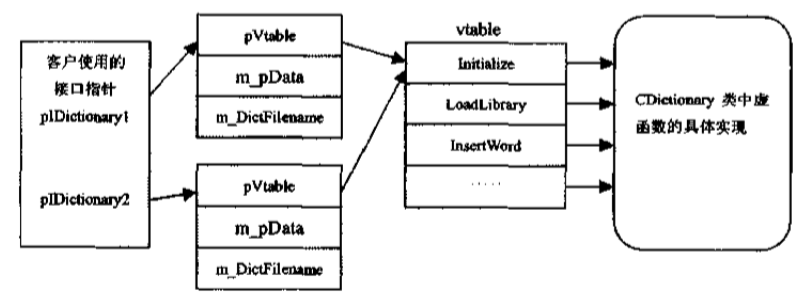 客户使用的
接口指针
pIDictionary1
pIDictionary2
pVtable
m_pData
m_DictFilename
pVtable
m_pData
m_DictFilename
vtable
Initialize
LoadLibrary
InsertWord
·····
CDictionary 类中虚
函数的具体实现